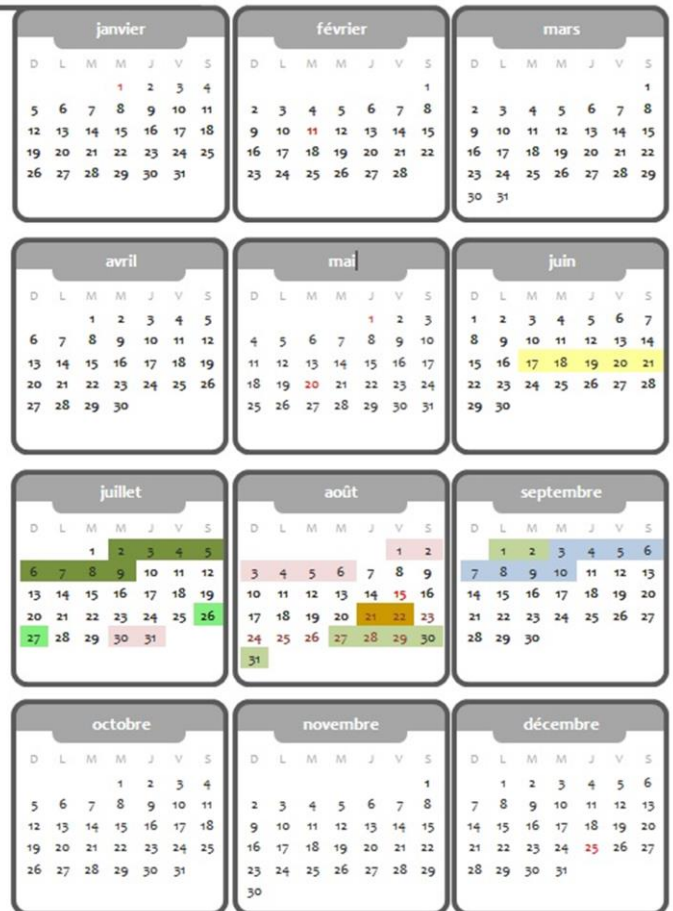 janvier février mars
D L M M J V S D L M M J V S D L M M J V S
1 2 3 4 1 1
5 6 7 8 9 10 11 2 3 4 5 6 7 8 2 3 4 5 6 7 8
12 13 14 15 16 17 18 9 10 11 12 13 14 15 9 10 11 12 13 14 15
19 20 21 22 23 24 25 16 17 18 19 20 21 22 16 17 18 19 20 21 22
26 27 28 29 30 31 23 24 25 26 27 28 23 24 25 26 27 28 29
30 31
avril mai juin
D L M M J V S D L M M J V S D L M M J V S
1 2 3 4 5 1 2 3 1 2 3 4 5 6 7
6 7 8 9 10 11 12 4 5 6 7 8 9 10 8 9 10 11 12 13 14
13 14 15 16 17 18 19 11 12 13 14 15 16 17 15 16 17 18 19 20 21
20 21 22 23 24 25 26 18 19 20 21 22 23 24 22 23 24 25 26 27 28
27 28 29 30 25 26 27 28 29 30 31 29 30
juillet août septembre
D L M M J V S D L M M J V S D L M M J V S
1 2 3 4 5 1 2 1 2 3 4 5 6
6 7 8 9 10 11 12 3 4 5 6 7 8 9 7 8 9 10 11 12 13
13 14 15 16 17 18 19 10 11 12 13 14 15 16 14 15 16 17 18 19 20
20 21 22 23 24 25 26 17 18 19 20 21 22 23 21 22 23 24 25 26 27
27 28 29 30 31 24 25 26 27 28 29 30 28 29 30
31
octobre novembre décembre
D L M M J V S D L M M J V S D L M M J V S
1 2 3 4 1 1 2 3 4 5 6
5 6 7 8 9 10 11 2 3 4 5 6 7 8 7 8 9 10 11 12 13
12 13 14 15 16 17 18 9 10 11 12 13 14 15 14 15 16 17 18 19 20
19 20 21 22 23 24 25 16 17 18 19 20 21 22 21 22 23 24 25 26 27
26 27 28 29 30 31 23 24 25 26 27 28 29 28 29 30 31
30